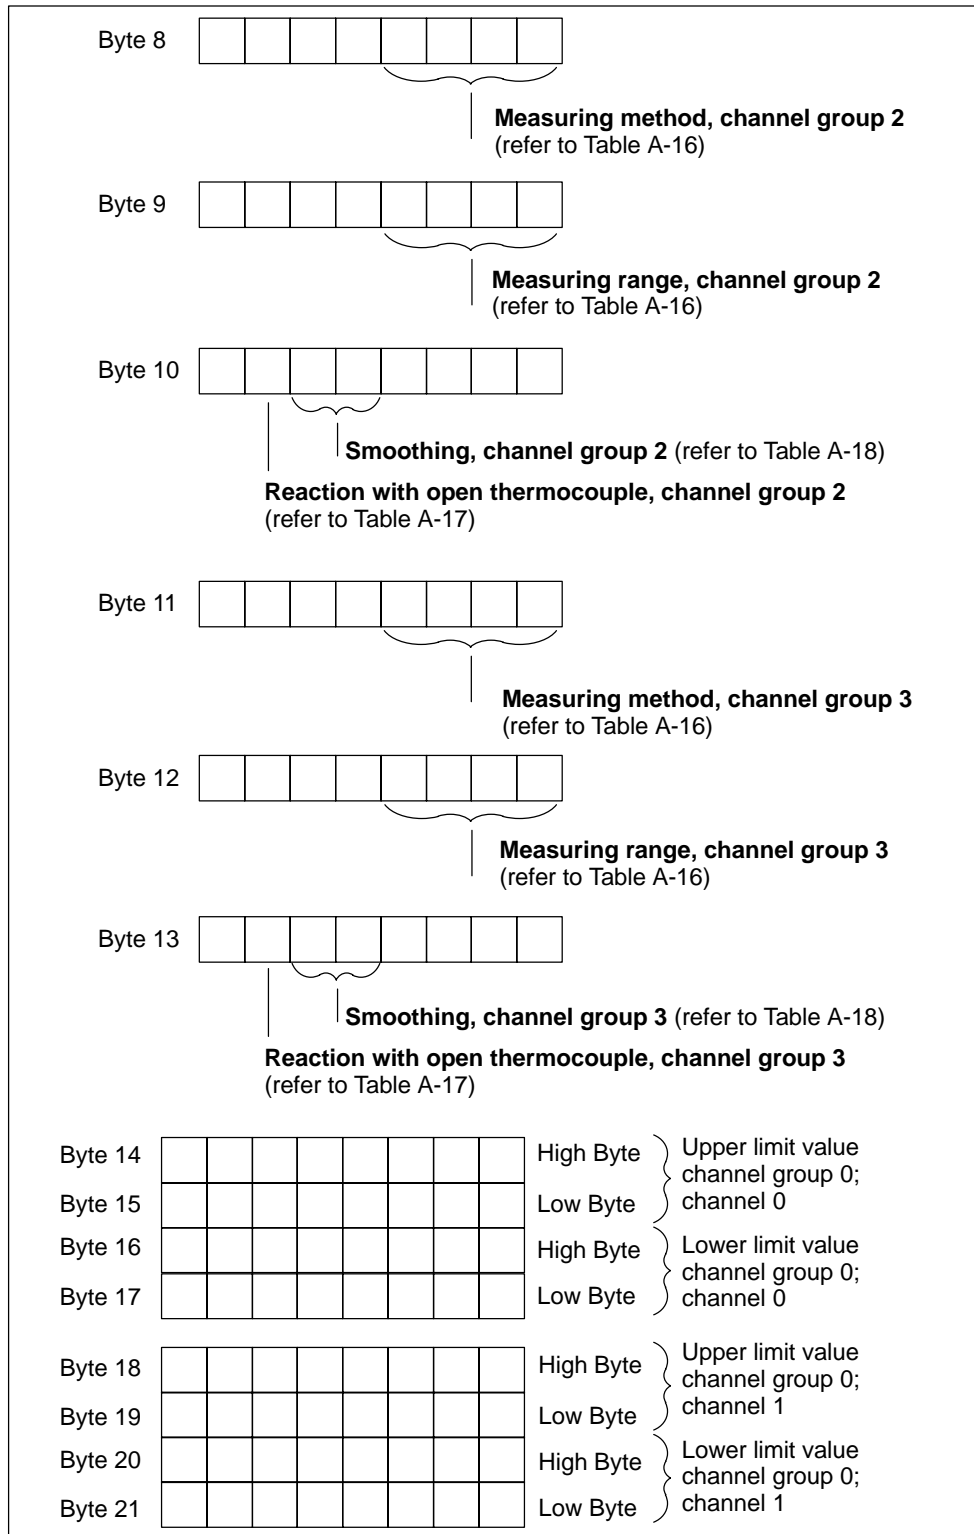 Byte 8
Measuring method, channel group 2
(refer to Table A-16)
Byte 9
Measuring range, channel group 2
(refer to Table A-16)
Byte 10
Smoothing, channel group 2 (refer to Table A-18)
Reaction with open thermocouple, channel group 2
(refer to Table A-17)
Byte 11
Measuring method, channel group 3
(refer to Table A-16)
Byte 12
Measuring range, channel group 3
(refer to Table A-16)
Byte 13
Smoothing, channel group 3 (refer to Table A-18)
Reaction with open thermocouple, channel group 3
(refer to Table A-17)
Byte 14 High Byte
Byte 15 Low Byte
Upper limit value
channel group 0;
channel 0
Byte 16 High Byte
Byte 17 Low Byte
Lower limit value
channel group 0;
channel 0
Byte 18 High Byte
Byte 19 Low Byte
Upper limit value
channel group 0;
channel 1
Byte 20 High Byte
Byte 21 Low Byte
Lower limit value
channel group 0;
channel 1